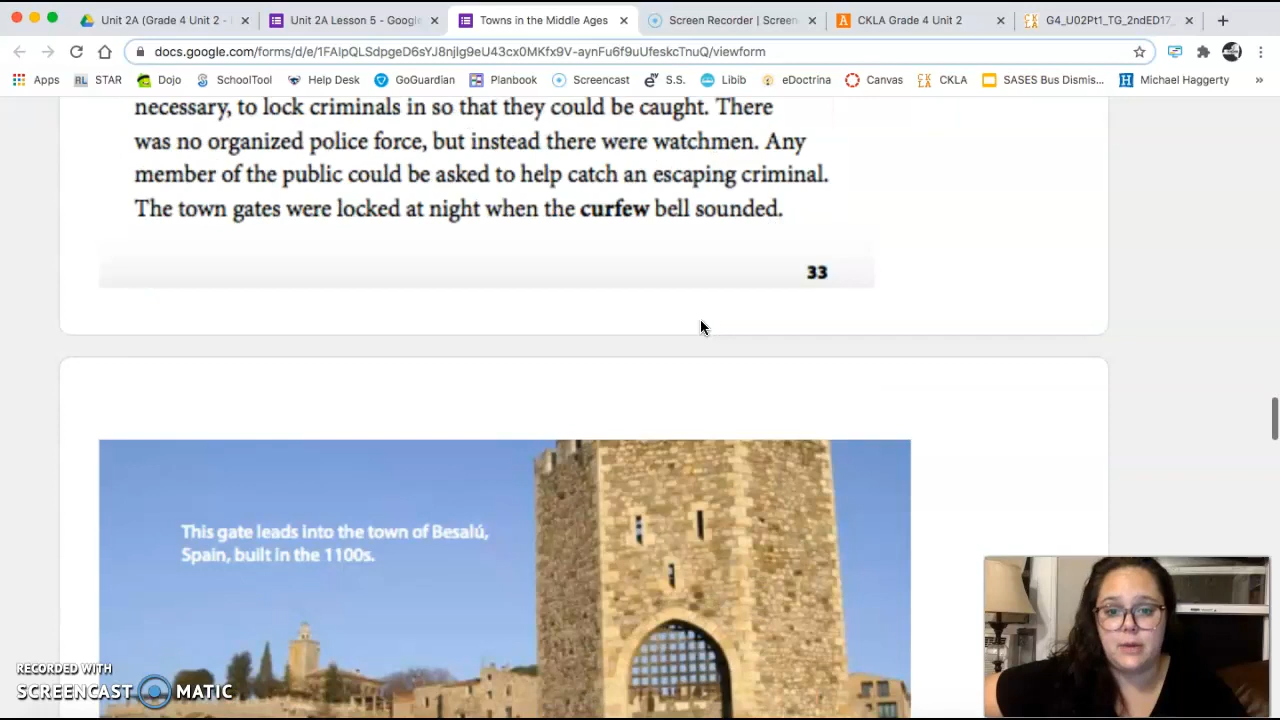 Unit 2A (Grade 4 Unit 2 -
Unit 2A Lesson 5 - Google
Towns in the Middle Ages
Screen Recorder | Screen
CKLA Grade 4 Unit 2
G4_U02Pt1_TG_2ndED17_
docs.google.com/forms/d/e/1FAIpQLSdpgeD6sYJ8njlg9eU43cx0MKfx9V-aynFu6f9uUfeskcTnuQ/viewform
Apps RL STAR Dojo SchoolTool Help Desk GoGuardian Planbook Screencast S.S. Libib eDoctrina Canvas CKLA SASES Bus Dismis... H Michael Haggerty »
necessary, to lock criminals in so that they could be caught. There
was no organized police force, but instead there were watchmen. Any
member of the public could be asked to help catch an escaping criminal.
The town gates were locked at night when the curfew bell sounded.
33
This gate leads into the town of Besalú,
Spain, built in the 1100s.
RECORDED WITH
SCREENCAST MATIC